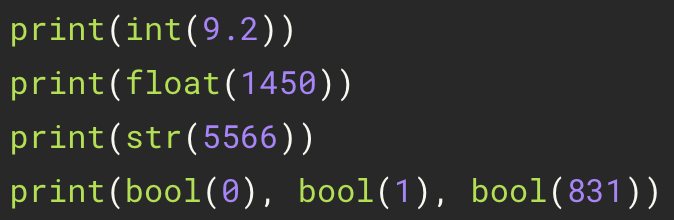 print(int(9.2))
print(float(1450))
print(str(5566))
print(bool(0), bool(1), bool(831))